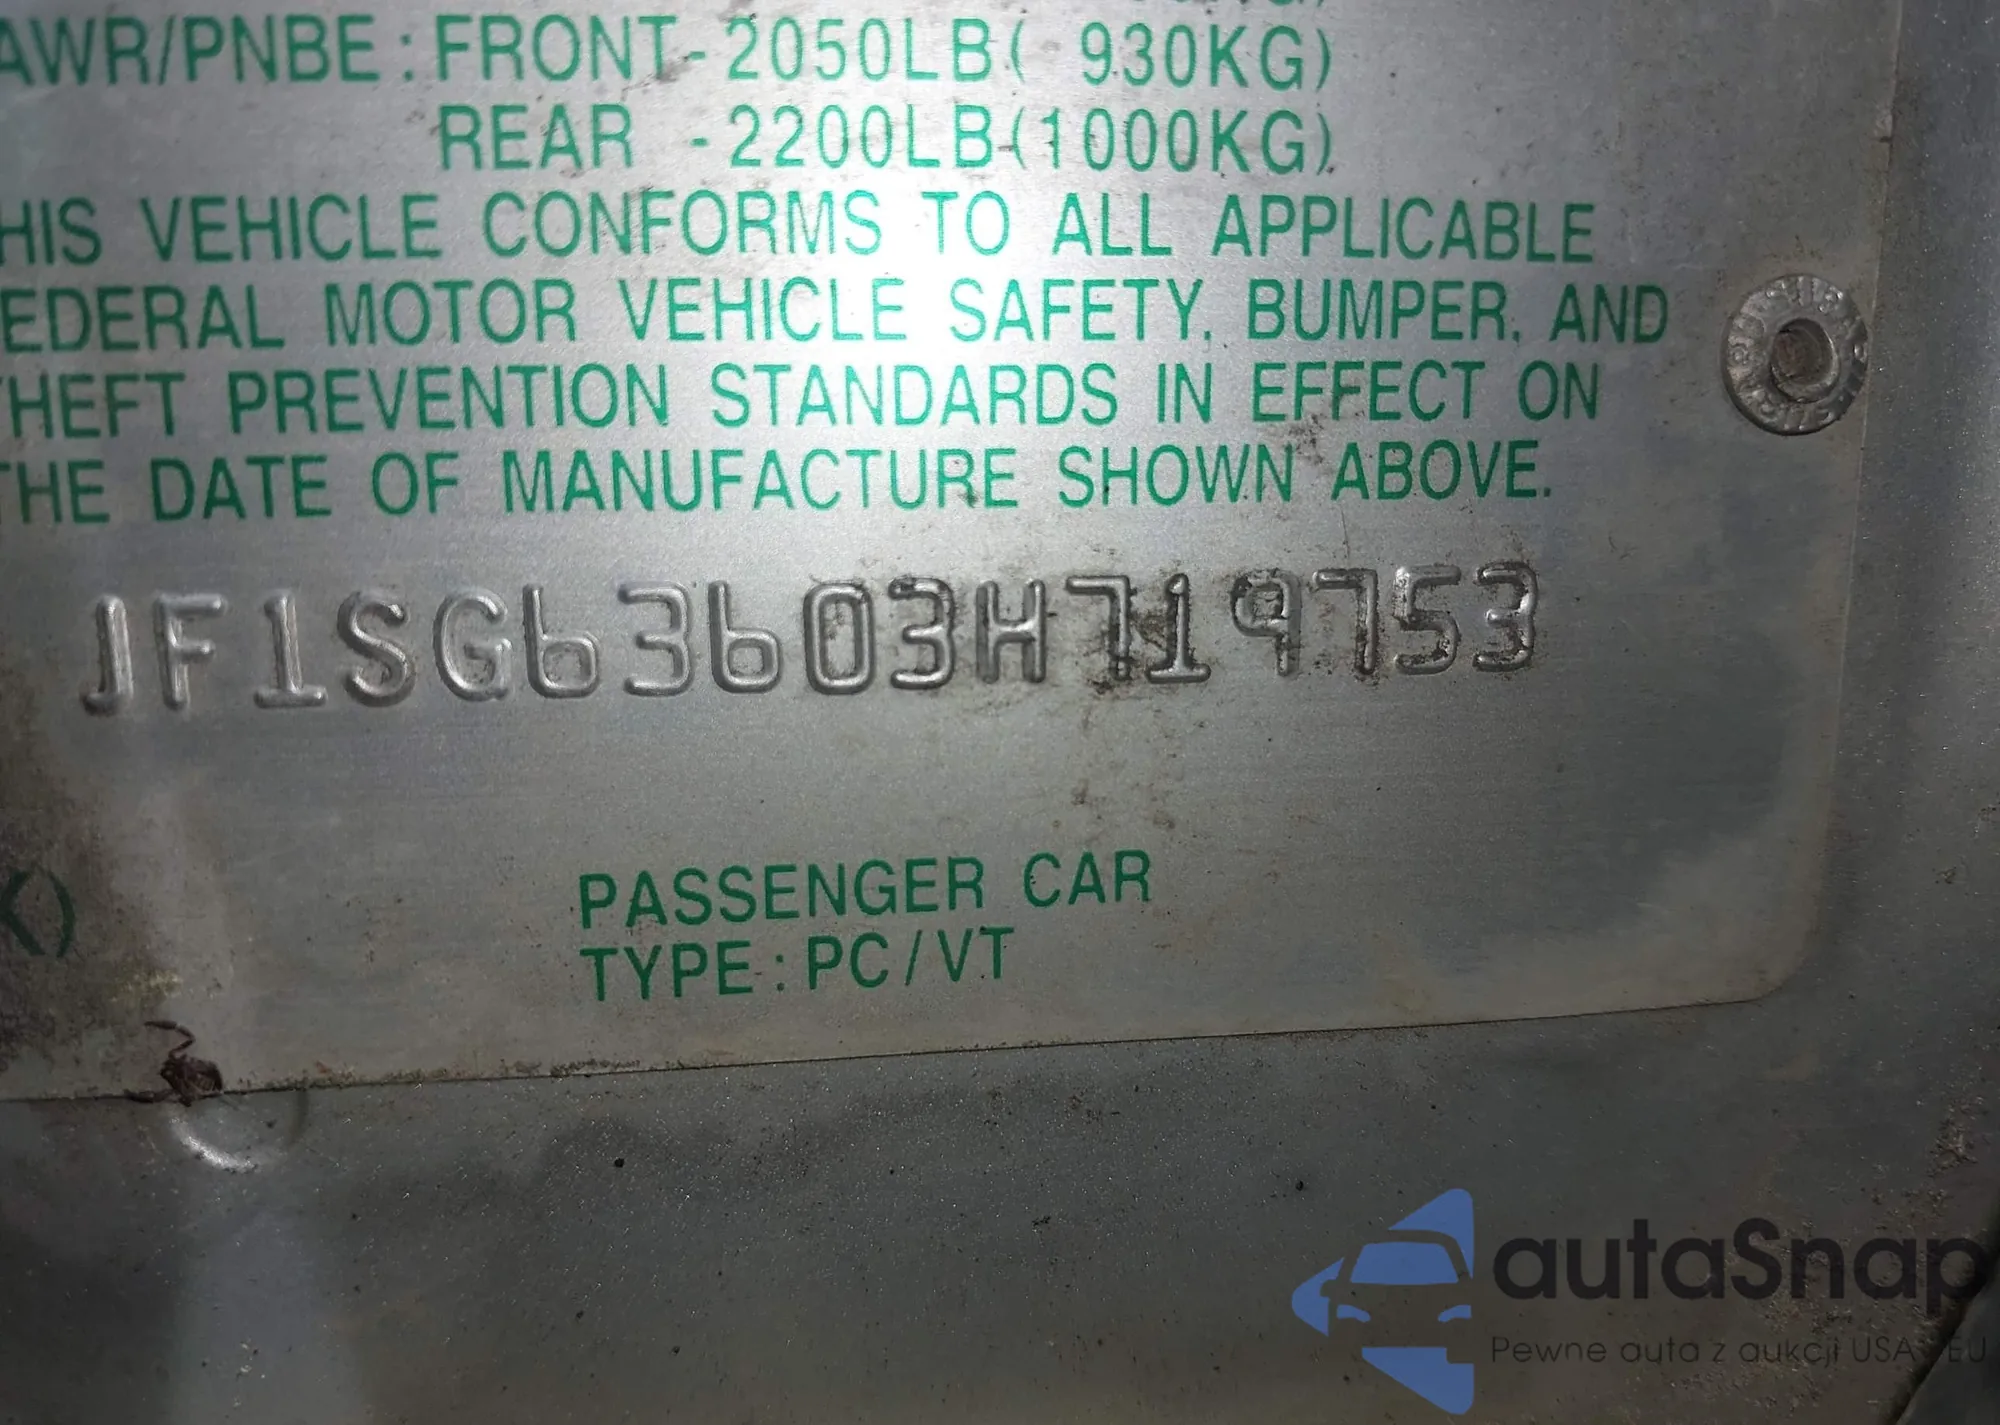 AWR/PNBE: FRONT-2050LB( 930KG)
REAR -2200LB(1000KG)
HIS VEHICLE CONFORMS TO ALL APPLICABLE
EDERAL MOTOR VEHICLE SAFETY, BUMPER, AND
THEFT PREVENTION STANDARDS IN EFFECT ON
THE DATE OF MANUFACTURE SHOWN ABOVE.
JF1SG63603H719753
PASSENGER CAR
TYPE: PC/VT
autaSnap
Pewne auta z aukcji USA EU